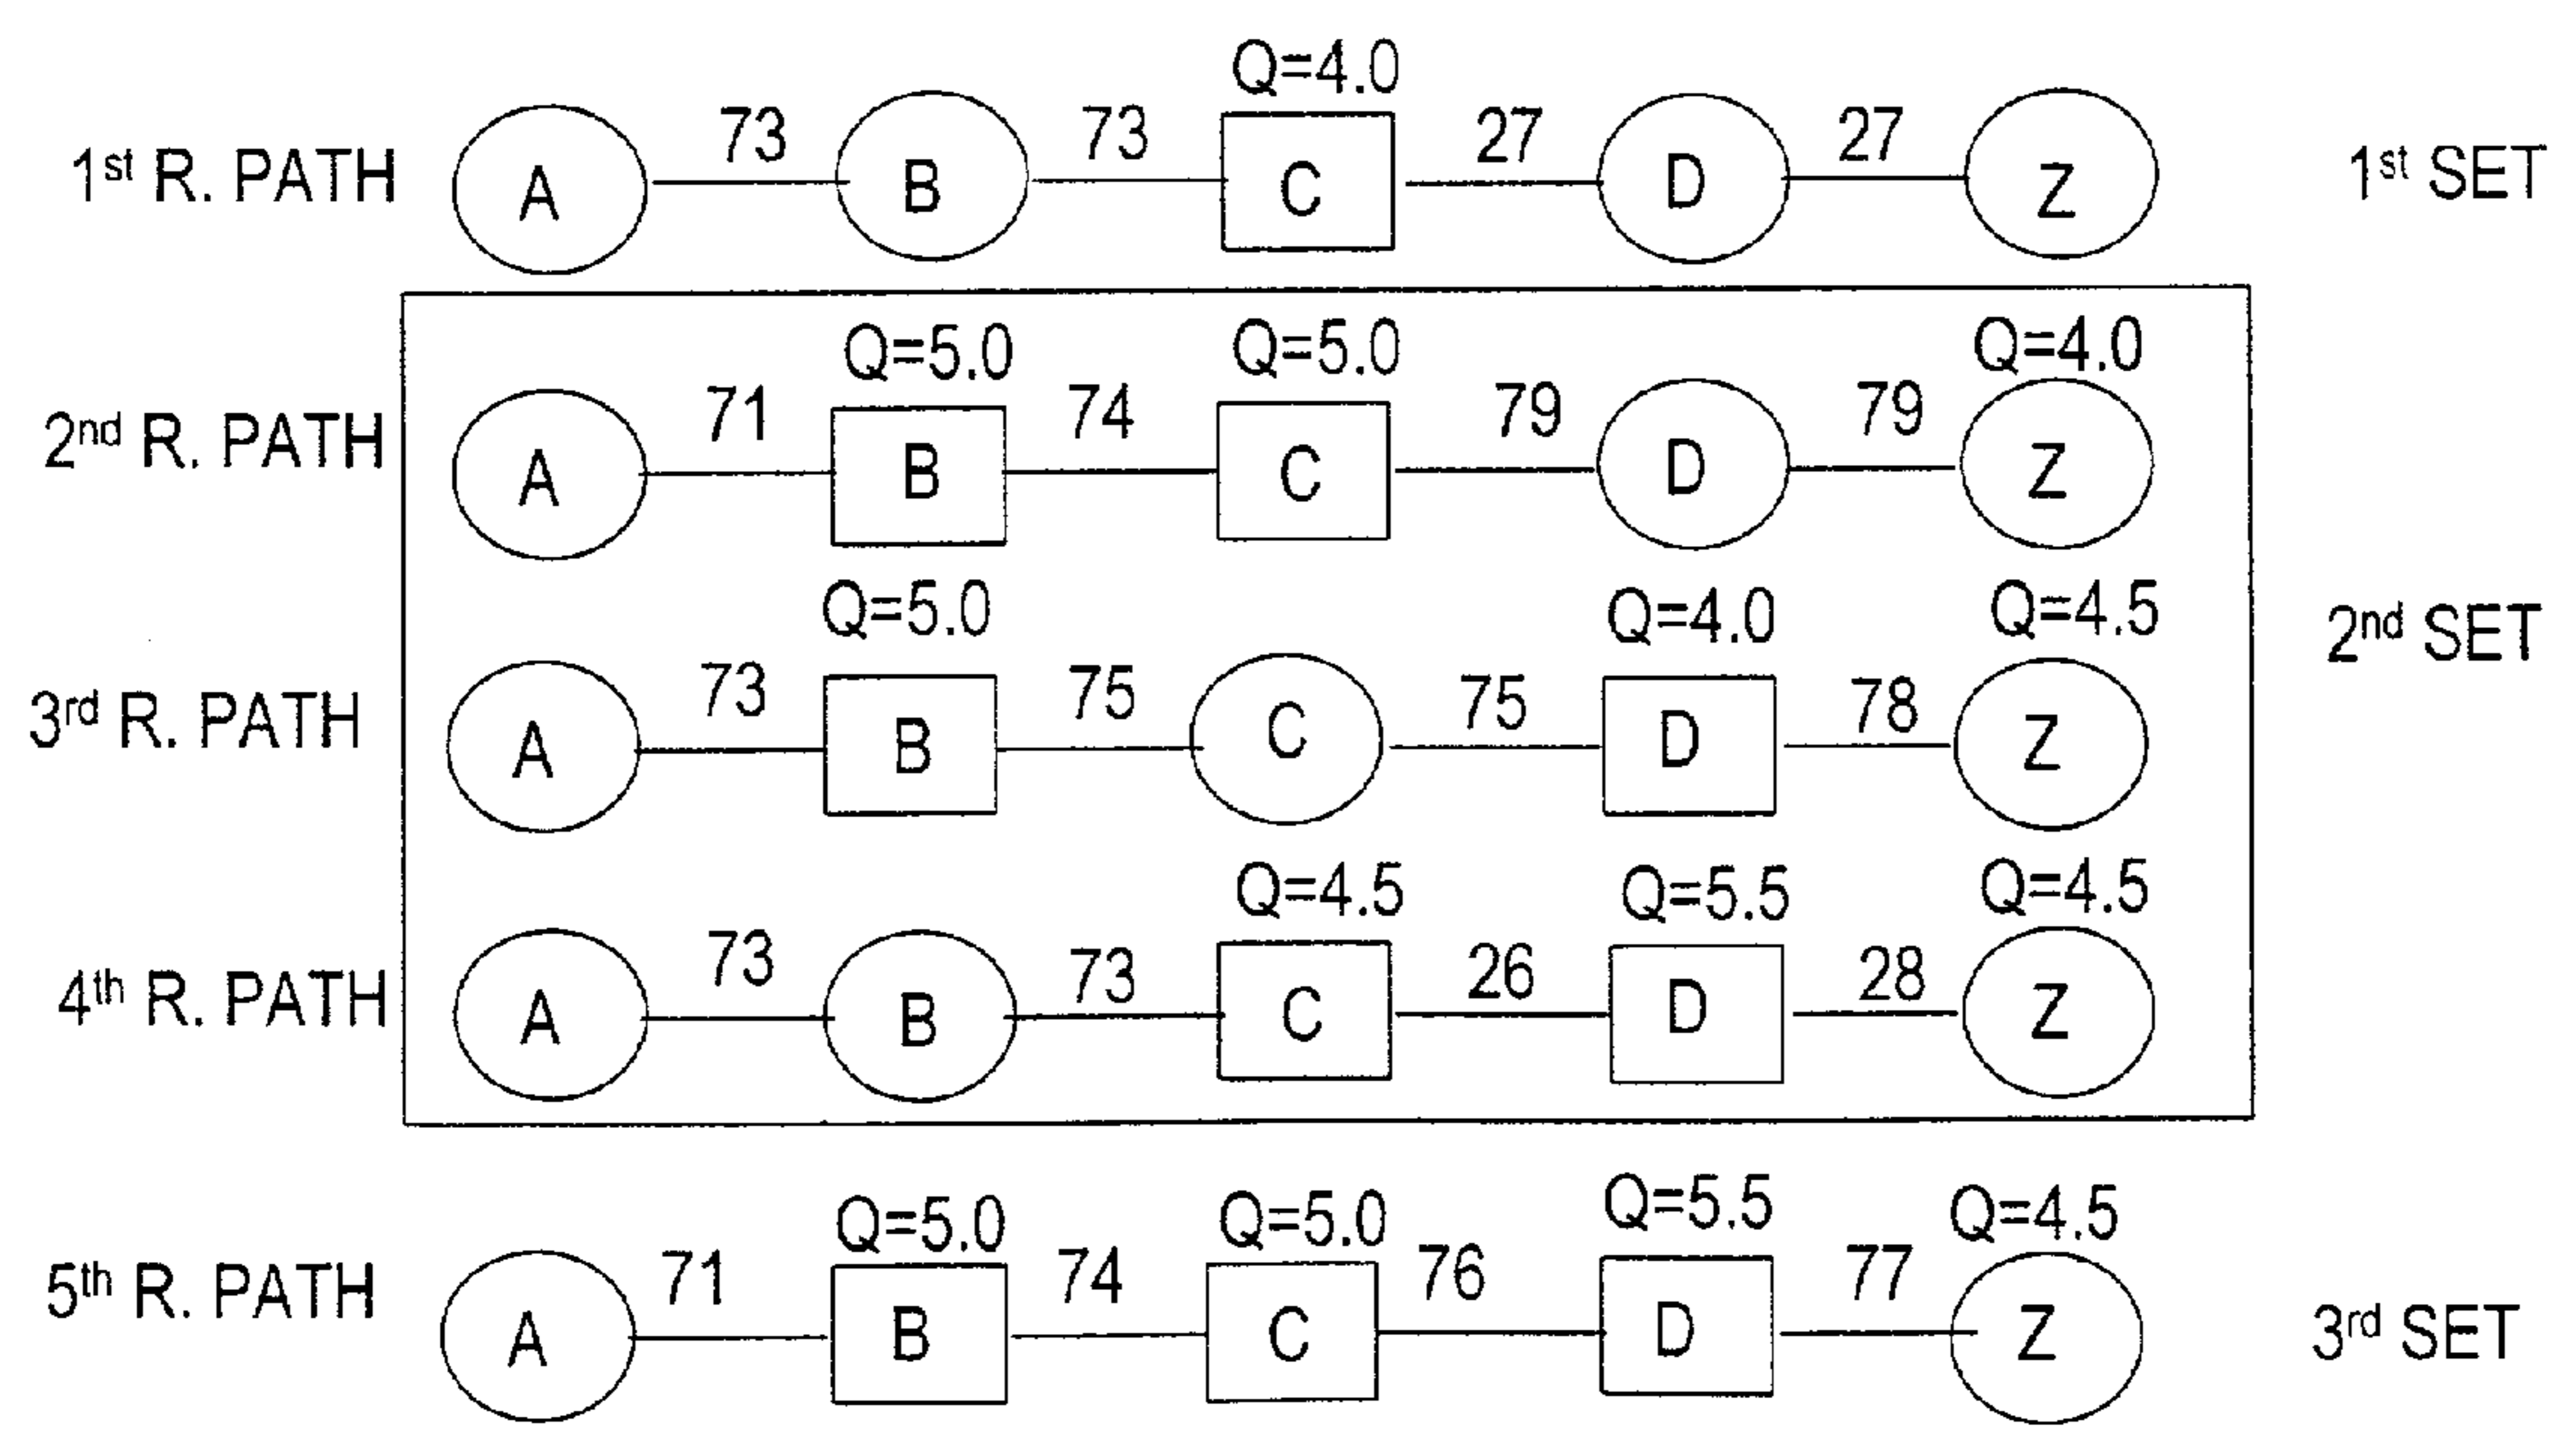 Q=4.0
1st R. PATH A 73 B 73 C 27 D 27 Z 1st SET
Q=5.0 Q=5.0 Q=4.0
2nd R. PATH A 71 B 74 C 79 D 79 Z
Q=5.0 Q=4.0 Q=4.5
2nd SET
3rd R. PATH A 73 B 75 C 75 D 78 Z
Q=4.5 Q=5.5 Q=4.5
4th R. PATH A 73 B 73 C 26 D 28 Z
Q=5.0 Q=5.0 Q=5.5 Q=4.5
5th R. PATH A 71 B 74 C 76 D 77 Z 3rd SET